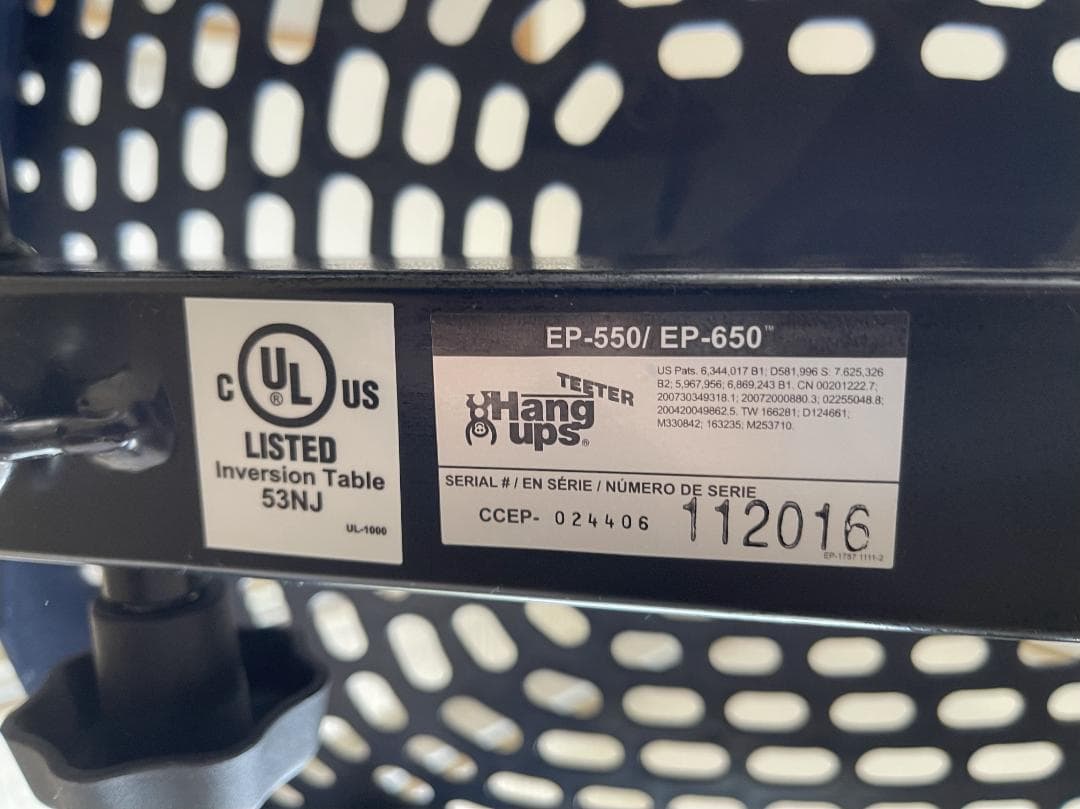 C UL ® US
LISTED
Inversion Table
53NJ
UL-1000
EP-550/ EP-650™
TEETER
Hang
ups®
US Pats. 6,344,017 B1; D581,996 S; 7,625,326
B2; 5,967,956; 6,869,243 B1. CN 00201222.7;
200730349318.1; 20072000880.3; 02255048.8;
200420049862.5. TW 166281; D124661;
M330842; 163235; M253710.
SERIAL # / EN SÉRIE / NÚMERO DE SERIE
CCEP- 024406 112016
EP-1757 1111-2